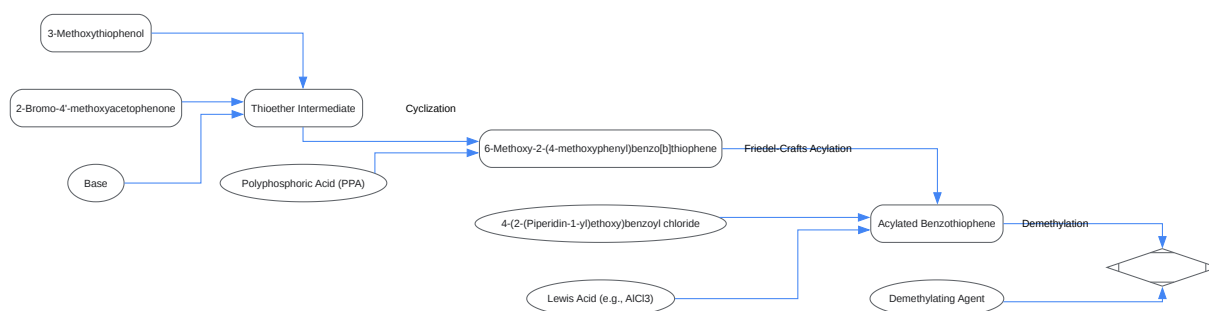 3-Methoxythiophenol
2-Bromo-4'-methoxyacetophenone
Thioether Intermediate
Cyclization
6-Methoxy-2-(4-methoxyphenyl)benzo[b]thiophene
Friedel-Crafts Acylation
Base
Polyphosphoric Acid (PPA)
4-(2-(Piperidin-1-yl)ethoxy)benzoyl chloride
Acylated Benzothiophene
Demethylation
Lewis Acid (e.g., AlCl3)
Demethylating Agent